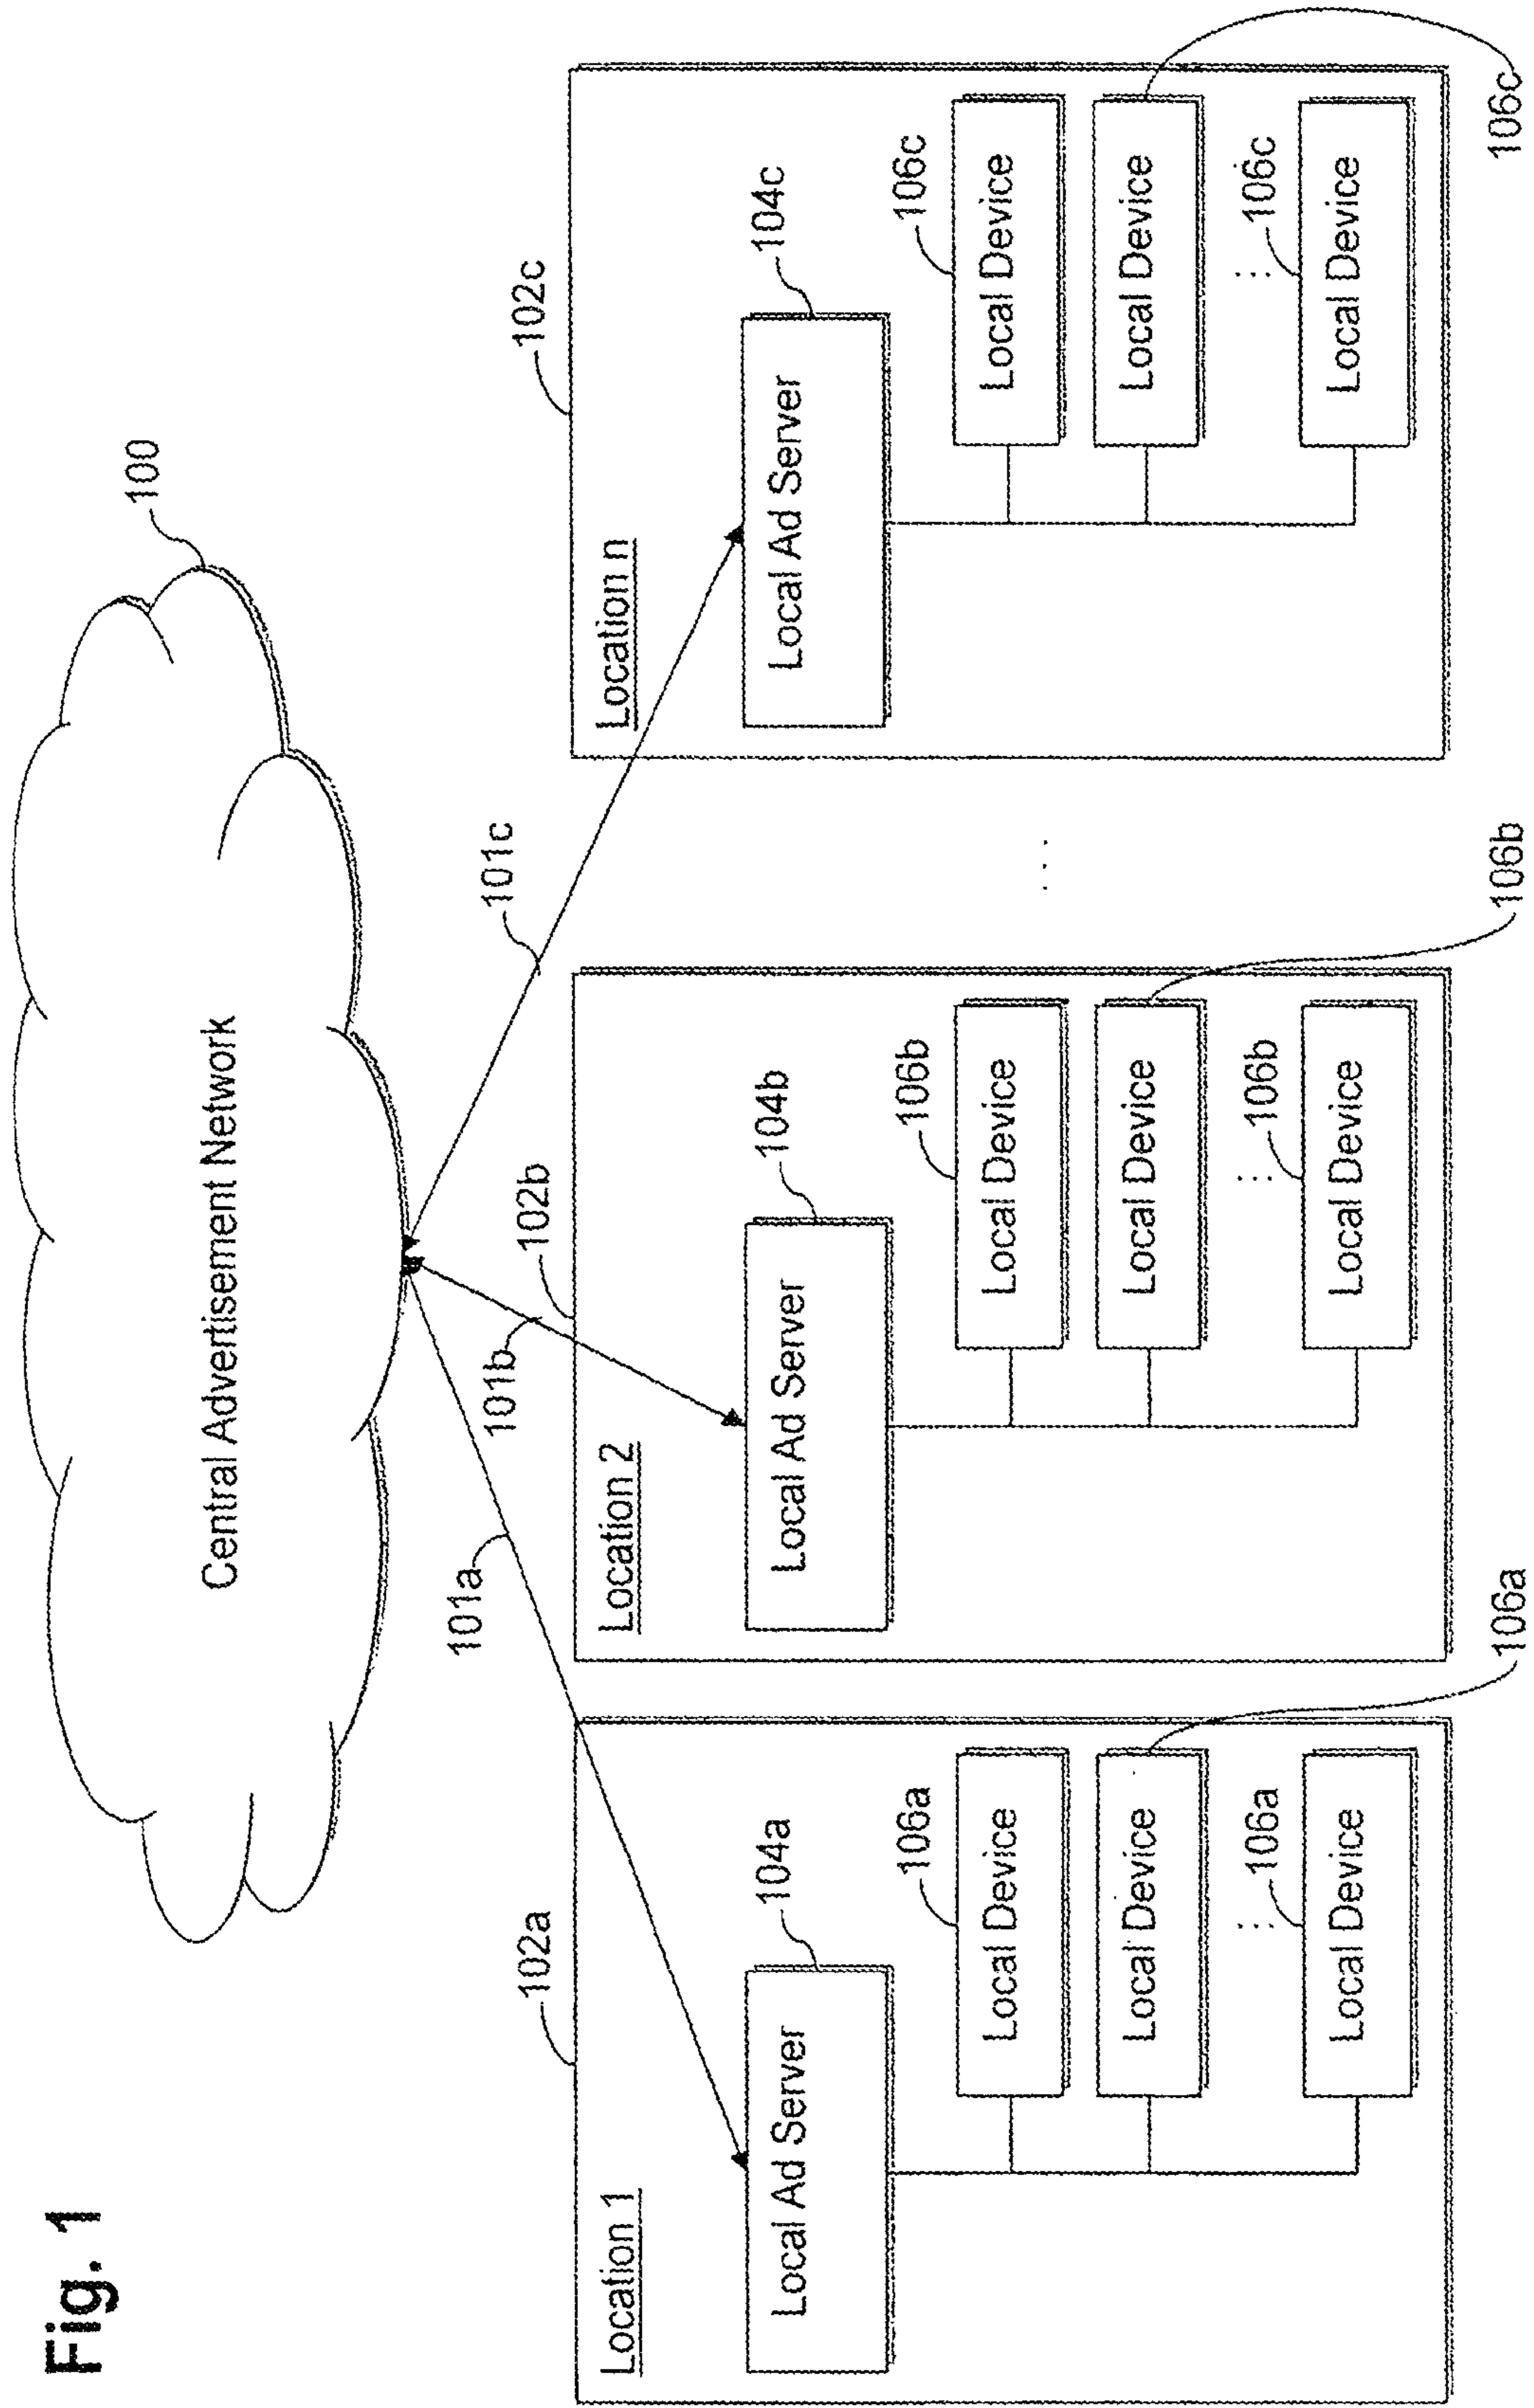 Fig. 1
100
Central Advertisement Network
101a
101b
101c
102a
Location 1
104a
Local Ad Server
106a
Local Device
Local Device
106a
⋮
106a
Local Device
102b
Location 2
104b
Local Ad Server
106b
Local Device
Local Device
106b
⋮
106b
Local Device
...
102c
Location n
104c
Local Ad Server
106c
Local Device
Local Device
106c
⋮
106c
Local Device